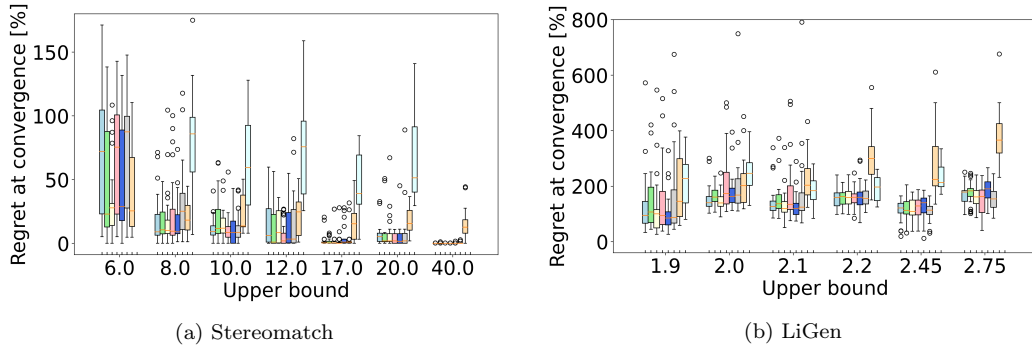 Regret at convergence [%]
150
100
50
0
6.0 8.0 10.0 12.0 17.0 20.0 40.0
Upper bound
(a) Stereomatch
Regret at convergence [%]
800
600
400
200
0
1.9 2.0 2.1 2.2 2.45 2.75
Upper bound
(b) LiGen